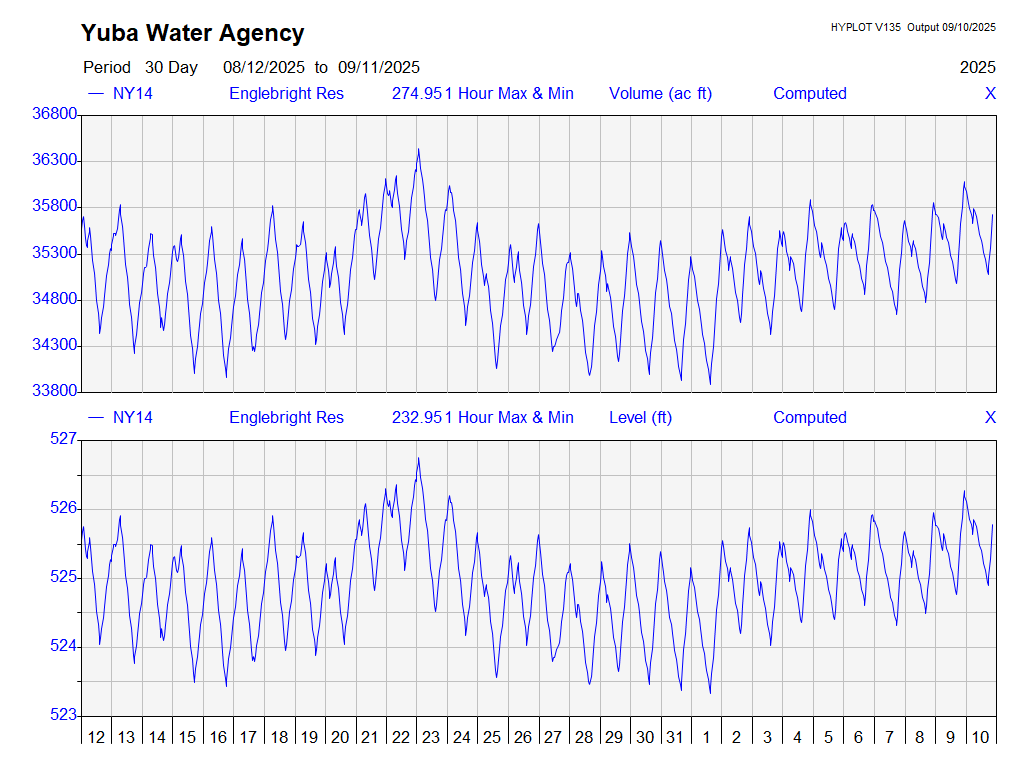 Yuba Water Agency
HYPLOT V135 Output 09/10/2025
Period 30 Day 08/12/2025 to 09/11/2025 2025
— NY14 Englebright Res 274.951 Hour Max & Min Volume (ac ft) Computed X
36800
36300
35800
35300
34800
34300
33800
— NY14 Englebright Res 232.951 Hour Max & Min Level (ft) Computed X
527
526
525
524
523
12 13 14 15 16 17 18 19 20 21 22 23 24 25 26 27 28 29 30 31 1 2 3 4 5 6 7 8 9 10